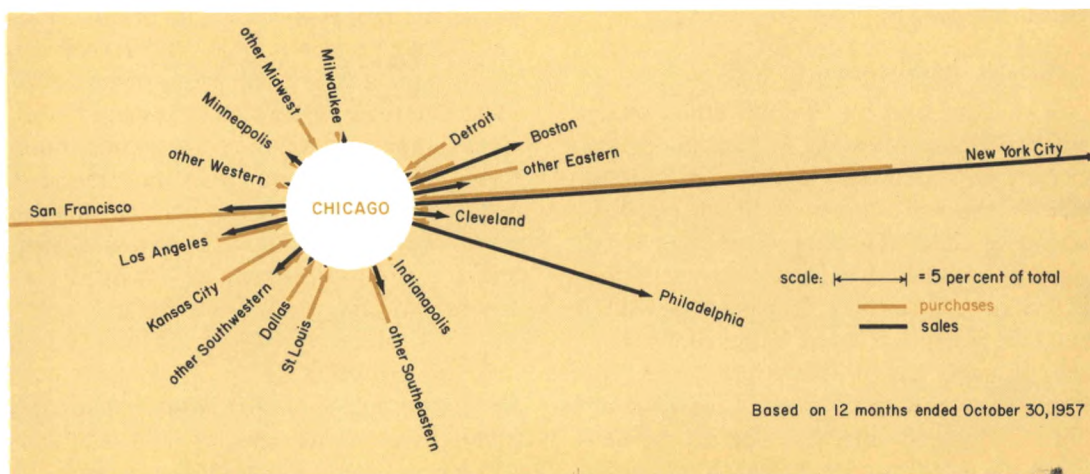 other Midwest
Milwaukee
Minneapolis
other Western
San Francisco
Los Angeles
Kansas City
other Southwestern
Dallas
St Louis
CHICAGO
Detroit
Boston
other Eastern
New York City
Cleveland
Philadelphia
Indianapolis
other Southeastern
scale: = 5 per cent of total
purchases
sales
Based on 12 months ended October 30, 1957